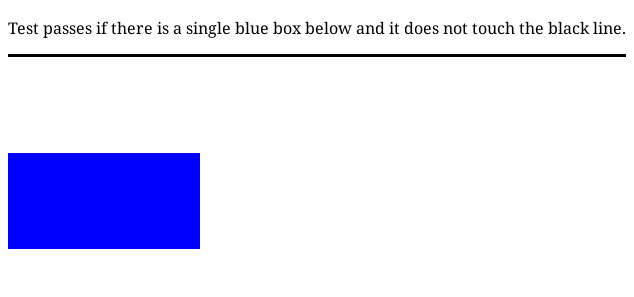 Test passes if there is a single blue box below and it does not touch the black line.